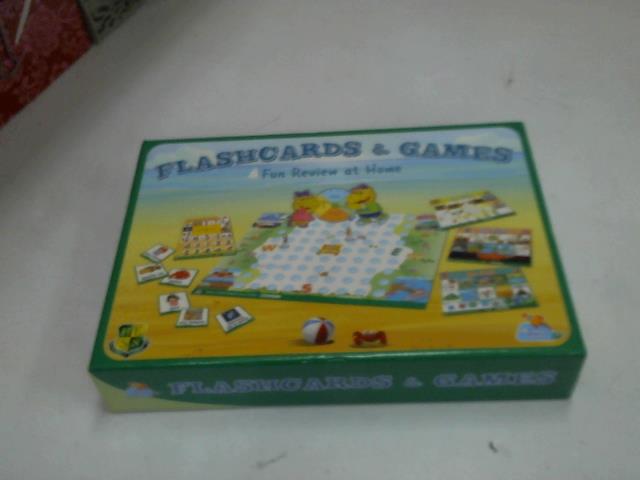 FLASHCARDS & GAMES
Fun Review at Home
FLASHCARDS & GAMES